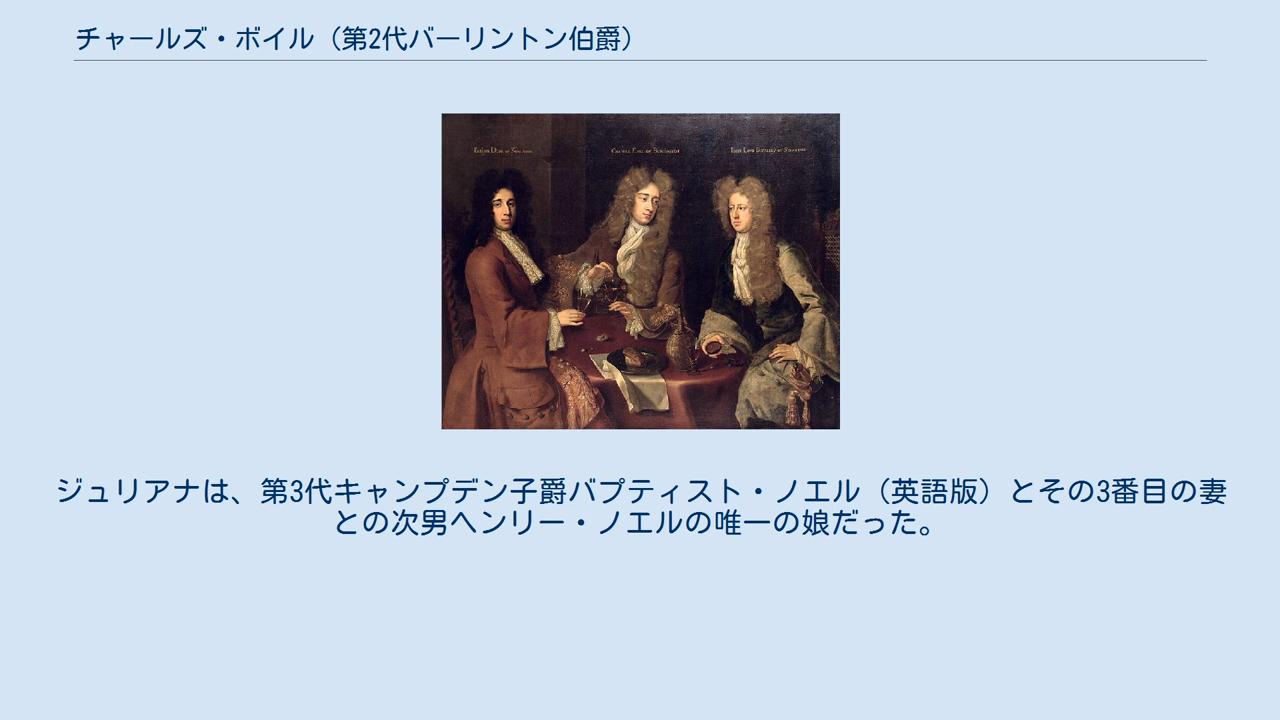 チャールズ・ボイル（第2代バーリントン伯爵）
ジュリアナは、第3代キャンプデン子爵バプティスト・ノエル（英語版）とその3番目の妻
との次男ヘンリー・ノエルの唯一の娘だった。